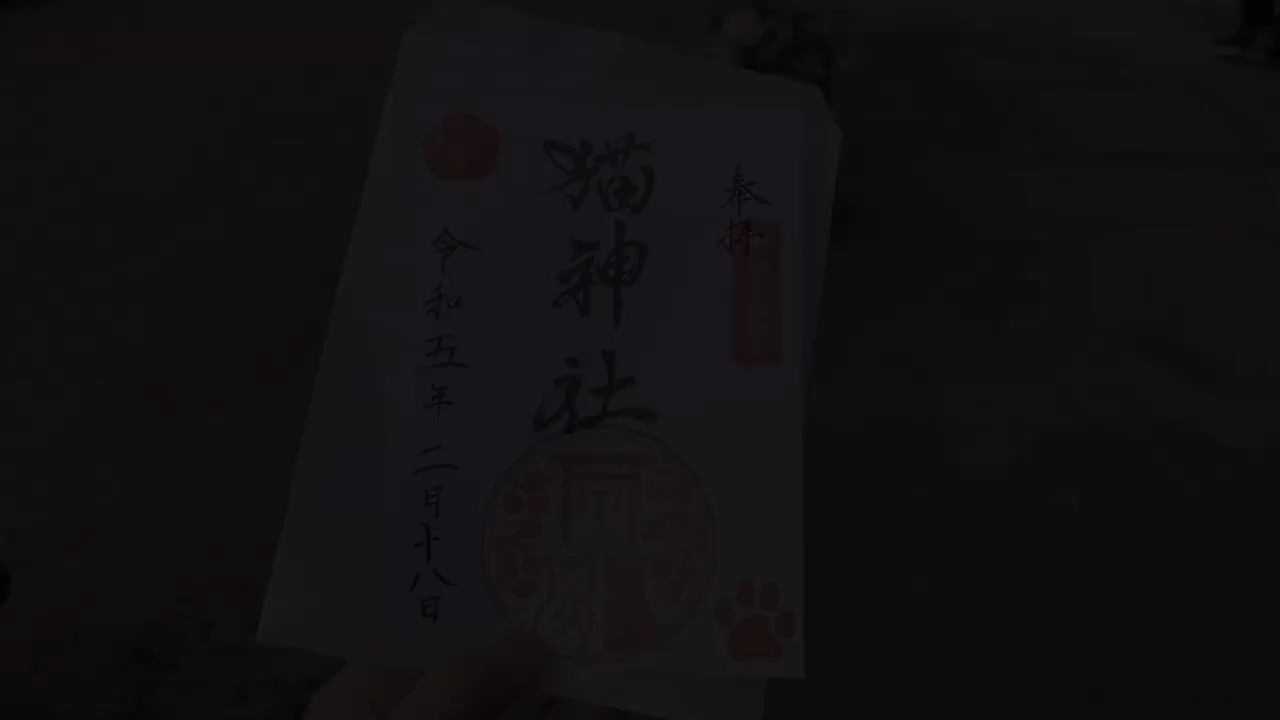 奉拝
猫神社
令和五年 二月十八日